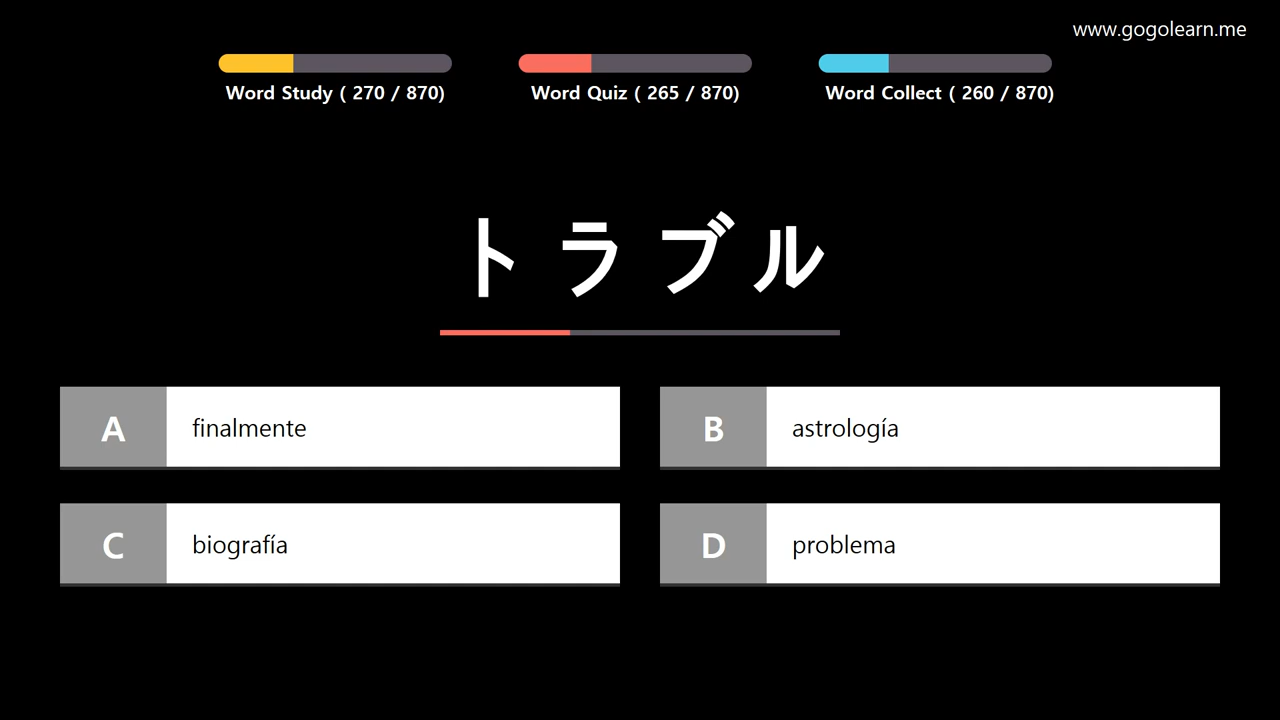 www.gogolearn.me
Word Study ( 270 / 870)
Word Quiz ( 265 / 870)
Word Collect ( 260 / 870)
トラブル
A finalmente
B astrología
C biografía
D problema